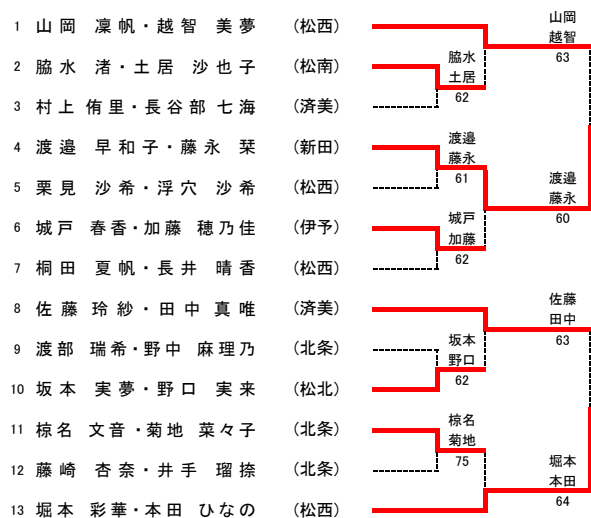 1 山岡 凜帆・越智 美夢 (松西)
2 脇水 渚・土居 沙也子 (松南)
3 村上 侑里・長谷部 七海 (済美)
4 渡邉 早和子・藤永 栞 (新田)
5 栗見 沙希・浮穴 沙希 (松西)
6 城戸 春香・加藤 穂乃佳 (伊予)
7 桐田 夏帆・長井 晴香 (松西)
8 佐藤 玲紗・田中 真唯 (済美)
9 渡部 瑞希・野中 麻理乃 (北条)
10 坂本 実夢・野口 実来 (松北)
11 椋名 文音・菊地 菜々子 (北条)
12 藤崎 杏奈・井手 瑠捺 (北条)
13 堀本 彩華・本田 ひなの (松西)
脇水
土居
62
渡邉
藤永
61
城戸
加藤
62
坂本
野口
62
椋名
菊地
75
山岡
越智
63
渡邉
藤永
60
佐藤
田中
63
堀本
本田
64